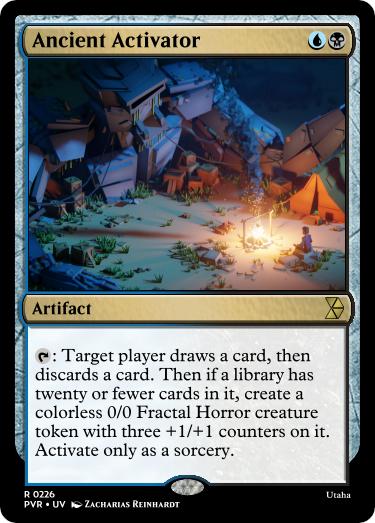 Ancient Activator
Artifact
: Target player draws a card, then
discards a card. Then if a library has
twenty or fewer cards in it, create a
colorless 0/0 Fractal Horror creature
token with three +1/+1 counters on it.
Activate only as a sorcery.
R 0226
Utaha
PVR • UV Zacharias Reinhardt